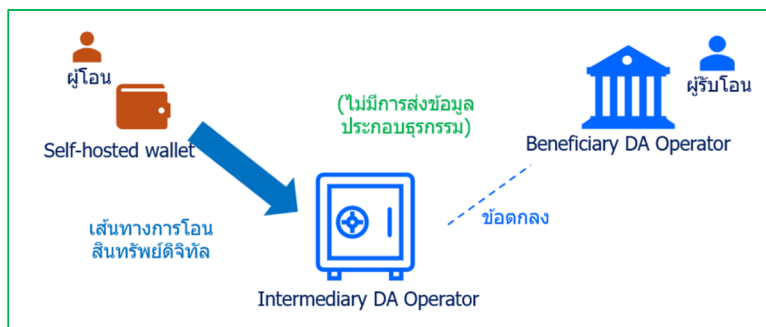 ผู้โอน
Self-hosted wallet
(ไม่มีการส่งข้อมูล
ประกอบธุรกรรม)
ผู้รับโอน
Beneficiary DA Operator
เส้นทางการโอน
สินทรัพย์ดิจิทัล
ข้อตกลง
Intermediary DA Operator